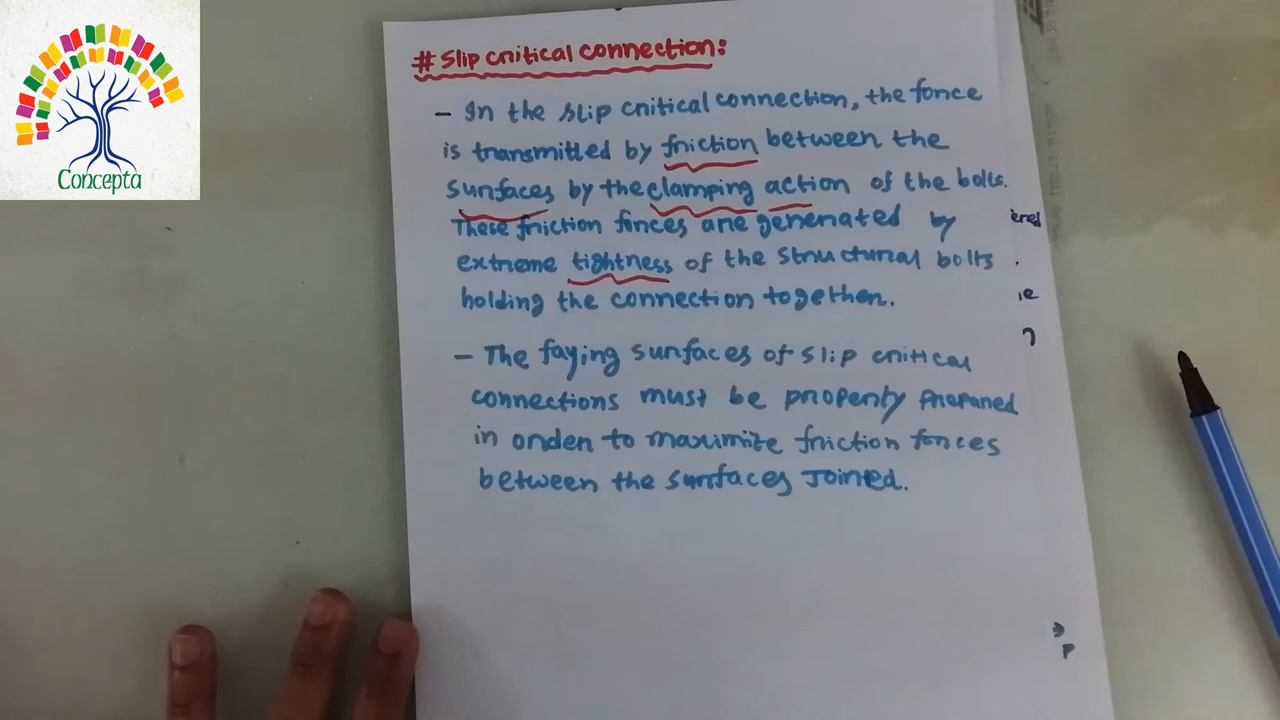 Concepta
# Slip critical connection:
- In the slip critical connection, the force
is transmitted by friction between the
surfaces by the clamping action of the bolts.
These friction forces are generated by
extreme tightness of the structural bolts
holding the connection together.
- The faying surfaces of slip critical
connections must be properly prepared
in order to maximize friction forces
between the surfaces joined.
ie
P